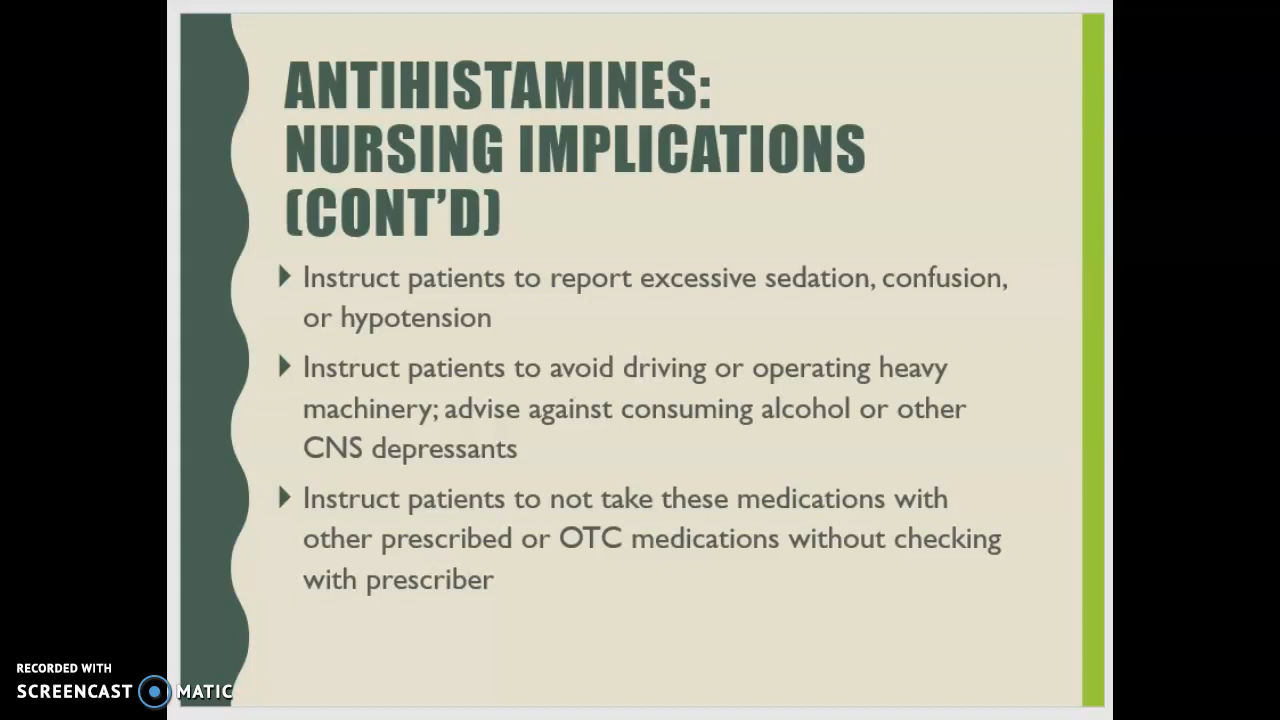 ANTIHISTAMINES:
NURSING IMPLICATIONS
(CONT’D)
Instruct patients to report excessive sedation, confusion,
or hypotension
Instruct patients to avoid driving or operating heavy
machinery; advise against consuming alcohol or other
CNS depressants
Instruct patients to not take these medications with
other prescribed or OTC medications without checking
with prescriber
RECORDED WITH
SCREENCAST MATIC